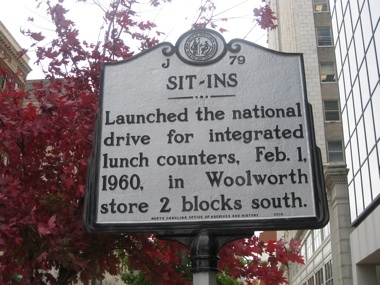 J 79
SIT-INS
Launched the national
drive for integrated
lunch counters, Feb. 1,
1960, in Woolworth
store 2 blocks south.
NORTH CAROLINA OFFICE OF ARCHIVES AND HISTORY